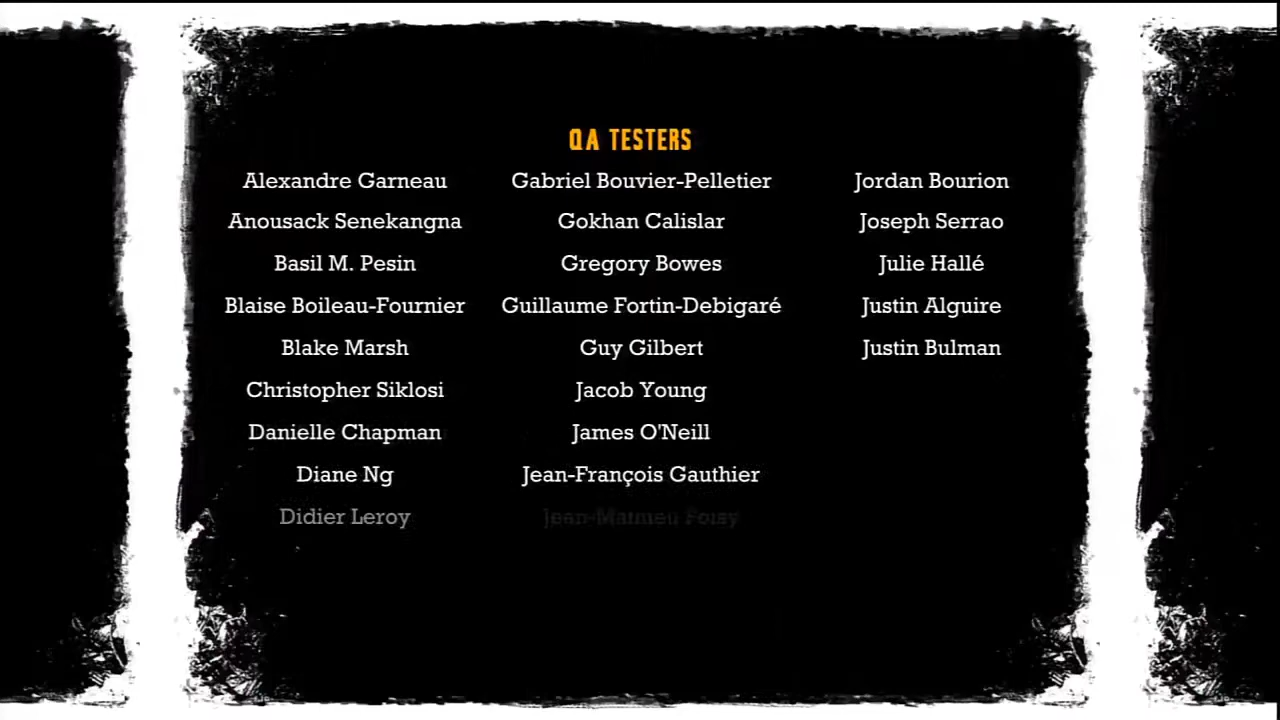 QA TESTERS
Alexandre Garneau
Anousack Senekangna
Basil M. Pesin
Blaise Boileau-Fournier
Blake Marsh
Christopher Siklosi
Danielle Chapman
Diane Ng
Didier Leroy
Gabriel Bouvier-Pelletier
Gokhan Calislar
Gregory Bowes
Guillaume Fortin-Debigaré
Guy Gilbert
Jacob Young
James O'Neill
Jean-François Gauthier
Jordan Bourion
Joseph Serrao
Julie Hallé
Justin Alguire
Justin Bulman